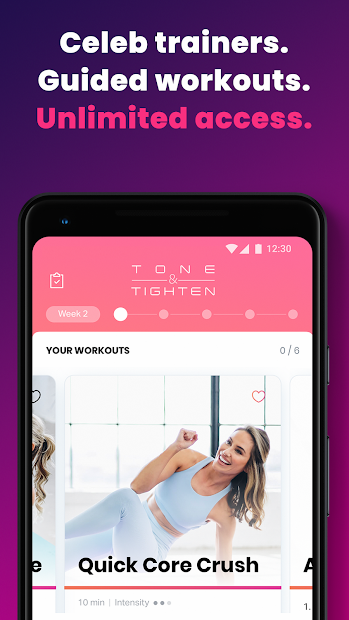 Celeb trainers.
Guided workouts.
Unlimited access.
12:30
TONE
&
TIGHTEN
Week 2
YOUR WORKOUTS 0 / 6
e Quick Core Crush A
10 min | Intensity
1.